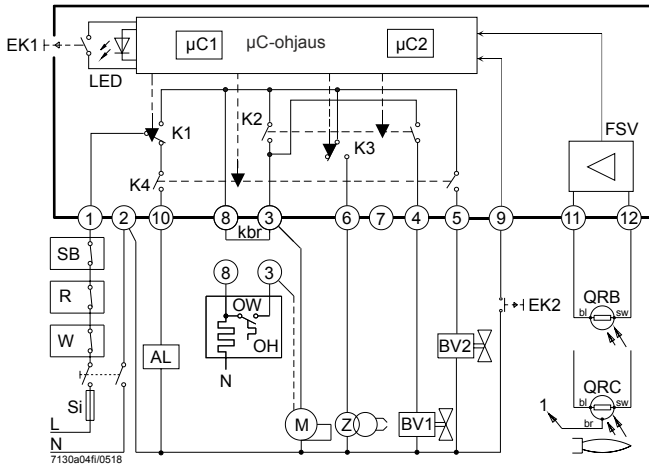 EK1
LED
µC1
µC-ohjaus
µC2
FSV
K1
K2
K3
K4
1
2
10
8
3
6
7
4
5
9
11
12
kbr
SB
R
W
Si
L
N
8
3
OW
OH
N
AL
M
Z
BV1
BV2
EK2
QRB
bl
sw
QRC
bl
sw
br
1
7130a04fi/0518